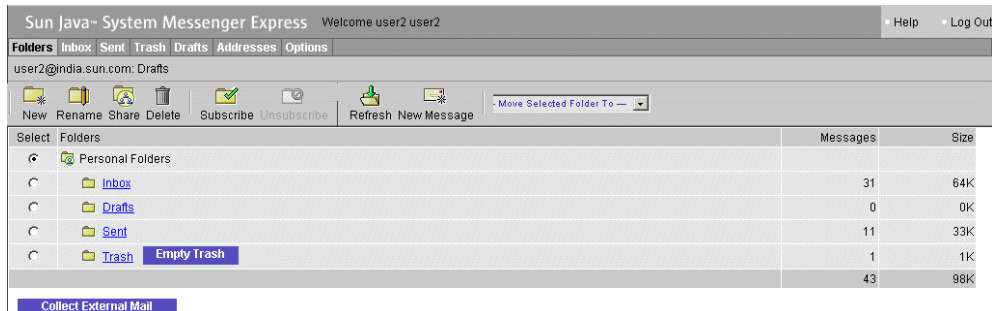 Sun Java™ System Messenger Express Welcome user2 user2 Help Log Out
Folders Inbox Sent Trash Drafts Addresses Options
user2@india.sun.com: Drafts
New Rename Share Delete Subscribe Unsubscribe Refresh New Message - Move Selected Folder To —
Select Folders Messages Size
Personal Folders
Inbox 31 64K
Drafts 0 0K
Sent 11 33K
Trash Empty Trash 1 1K
43 98K
Collect External Mail